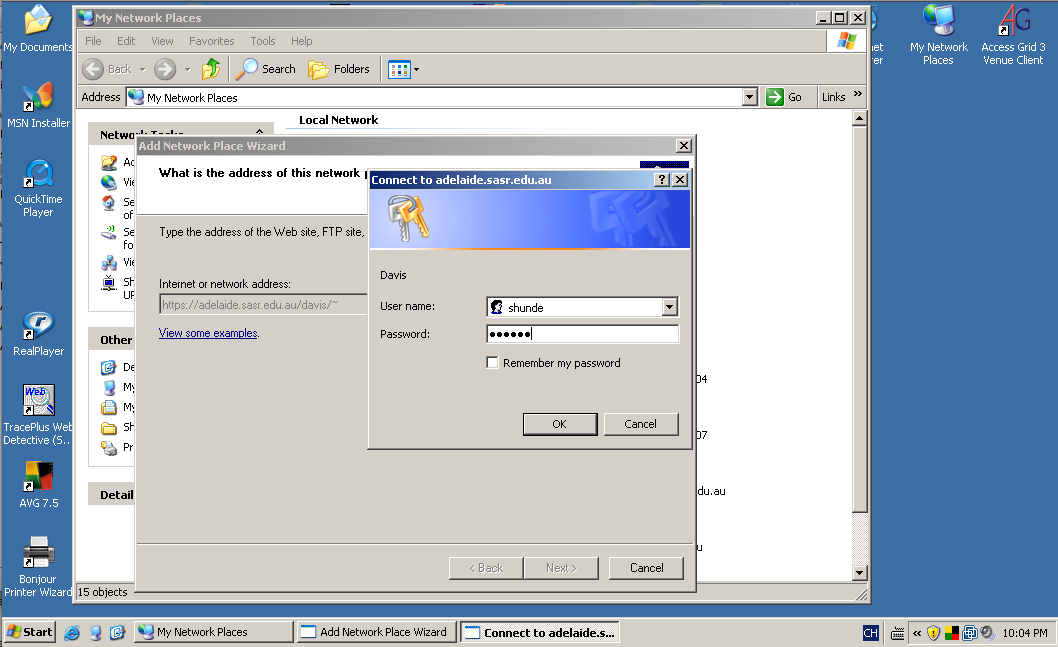 My Documents
MSN Installer
QuickTime
Player
RealPlayer
Web
TracePlus Web
Detective (S...
AVG 7.5
Bonjour
Printer Wizard
My Network
Places
Access Grid 3
Venue Client
My Network Places
File Edit View Favorites Tools Help
Back Search Folders
Address My Network Places Go Links »
Network Tasks
Local Network
Other
Detail
04
07
du.au
u
15 objects
Add Network Place Wizard
What is the address of this network
Type the address of the Web site, FTP site,
Internet or network address:
https://adelaide.sasr.edu.au/davis/~
View some examples.
< Back Next > Cancel
Connect to adelaide.sasr.edu.au
Davis
User name: shunde
Password: ●●●●●●
Remember my password
OK Cancel
Start My Network Places Add Network Place Wizard Connect to adelaide.s... CH « 10:04 PM